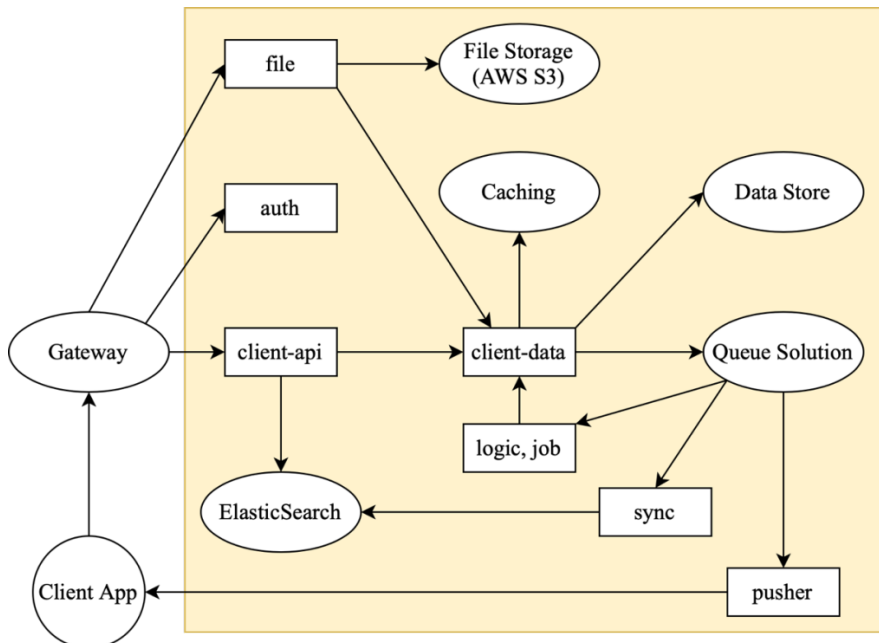 file
File Storage
(AWS S3)
auth
Caching
Data Store
Gateway
client-api
client-data
Queue Solution
logic, job
ElasticSearch
sync
Client App
pusher